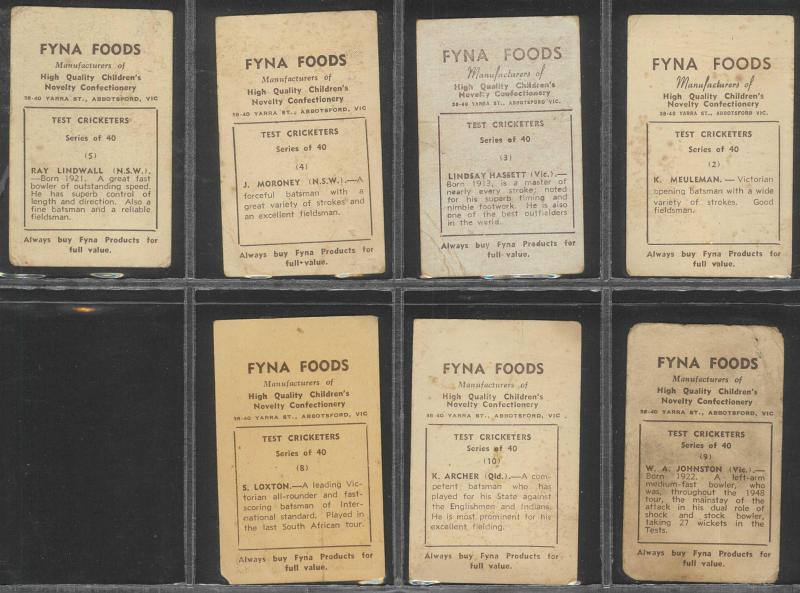 FYNA FOODS
Manufacturers of
High Quality Children's
Novelty Confectionery
38-40 YARRA ST., ABBOTSFORD, VIC
TEST CRICKETERS
Series of 40
(5)
RAY LINDWALL (N.S.W.).
—Born 1921. A great fast
bowler of outstanding speed.
He has superb control of
length and direction. Also a
fine batsman and a reliable
fieldsman.
Always buy Fyna Products for
full value.
FYNA FOODS
Manufacturers of
High Quality Children's
Novelty Confectionery
38-40 YARRA ST., ABBOTSFORD, VIC
TEST CRICKETERS
Series of 40
(4)
J. MORONEY (N.S.W.).—A
forceful batsman with a
great variety of strokes and
an excellent fieldsman.
Always buy Fyna Products for
full value.
FYNA FOODS
Manufacturers of
High Quality Children's
Novelty Confectionery
38-40 YARRA ST., ABBOTSFORD VIC.
TEST CRICKETERS
Series of 40
(3)
LINDSAY HASSETT (Vic.).—
Born 1913, is a master of
nearly every stroke; noted
for his superb timing and
nimble footwork. He is also
one of the best outfielders
in the world.
Always buy Fyna Products for
full value.
FYNA FOODS
Manufacturers of
High Quality Children's
Novelty Confectionery
38-40 YARRA ST., ABBOTSFORD VIC.
TEST CRICKETERS
Series of 40
(2)
K. MEULEMAN.— Victorian
opening batsman with a wide
variety of strokes. Good
fieldsman.
Always buy Fyna Products for
full value.
FYNA FOODS
Manufacturers of
High Quality Children's
Novelty Confectionery
38-40 YARRA ST., ABBOTSFORD, VIC
TEST CRICKETERS
Series of 40
(8)
S. LOXTON.—A leading Vic-
torian all-rounder and fast-
scoring batsman of Inter-
national standard. Played in
the last South African tour.
Always buy Fyna Products for
full value.
FYNA FOODS
Manufacturers of
High Quality Children's
Novelty Confectionery
38-40 YARRA ST., ABBOTSFORD, VIC
TEST CRICKETERS
Series of 40
(10)
K. ARCHER (Qld.).—A com-
petent batsman who has
played for his State against
the Englishmen and Indians.
He is most prominent for his
excellent fielding.
Always buy Fyna Products for
full value.
FYNA FOODS
Manufacturers of
High Quality Children's
Novelty Confectionery
38-40 YARRA ST., ABBOTSFORD, VIC
TEST CRICKETERS
Series of 40
(9)
W. A. JOHNSTON (Vic.).—
Born 1922. A left-arm
medium-fast bowler, who
was, throughout the 1948
tour, the mainstay of the
attack in his dual role of
shock and stock bowler,
taking 27 wickets in the
Tests.
Always buy Fyna Products for
full value.